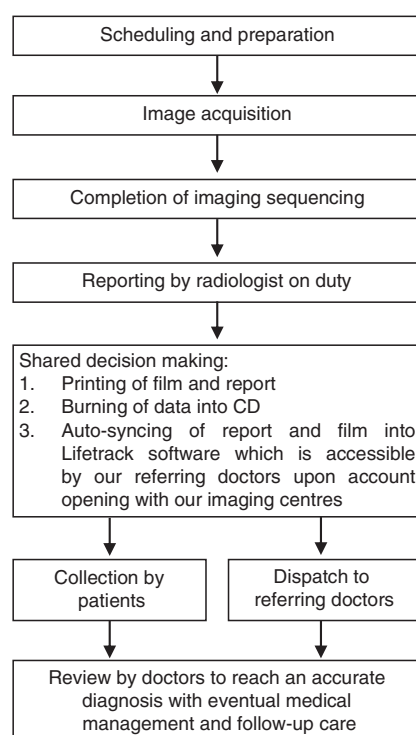 Scheduling and preparation
Image acquisition
Completion of imaging sequencing
Reporting by radiologist on duty
Shared decision making:
1. Printing of film and report
2. Burning of data into CD
3. Auto-syncing of report and film into
Lifetrack software which is accessible
by our referring doctors upon account
opening with our imaging centres
Collection by
patients
Dispatch to
referring doctors
Review by doctors to reach an accurate
diagnosis with eventual medical
management and follow-up care